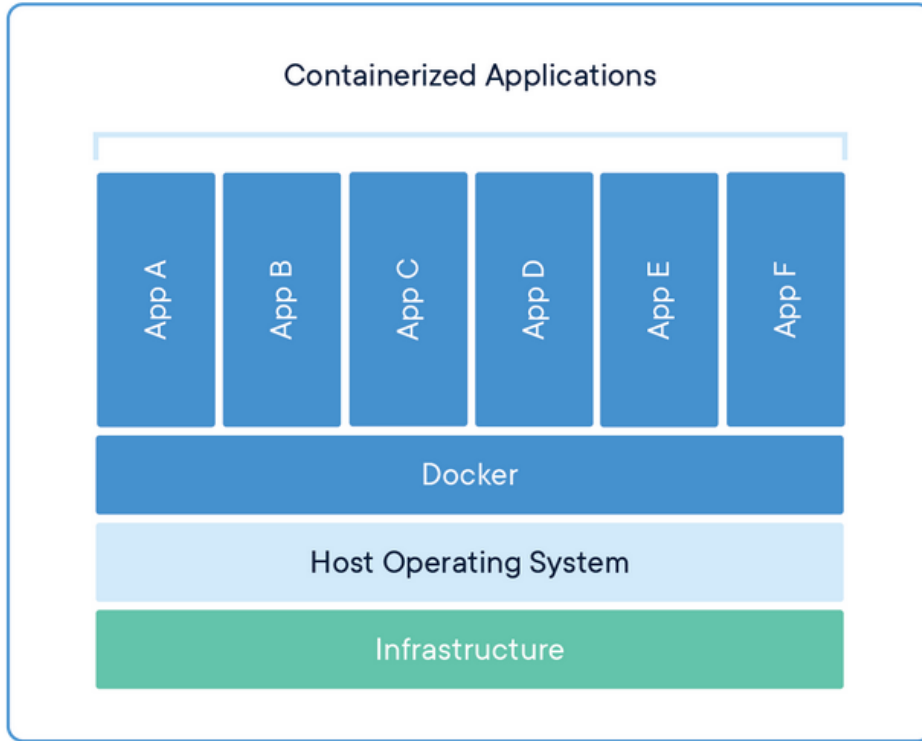 Containerized Applications
App A
App B
App C
App D
App E
App F
Docker
Host Operating System
Infrastructure